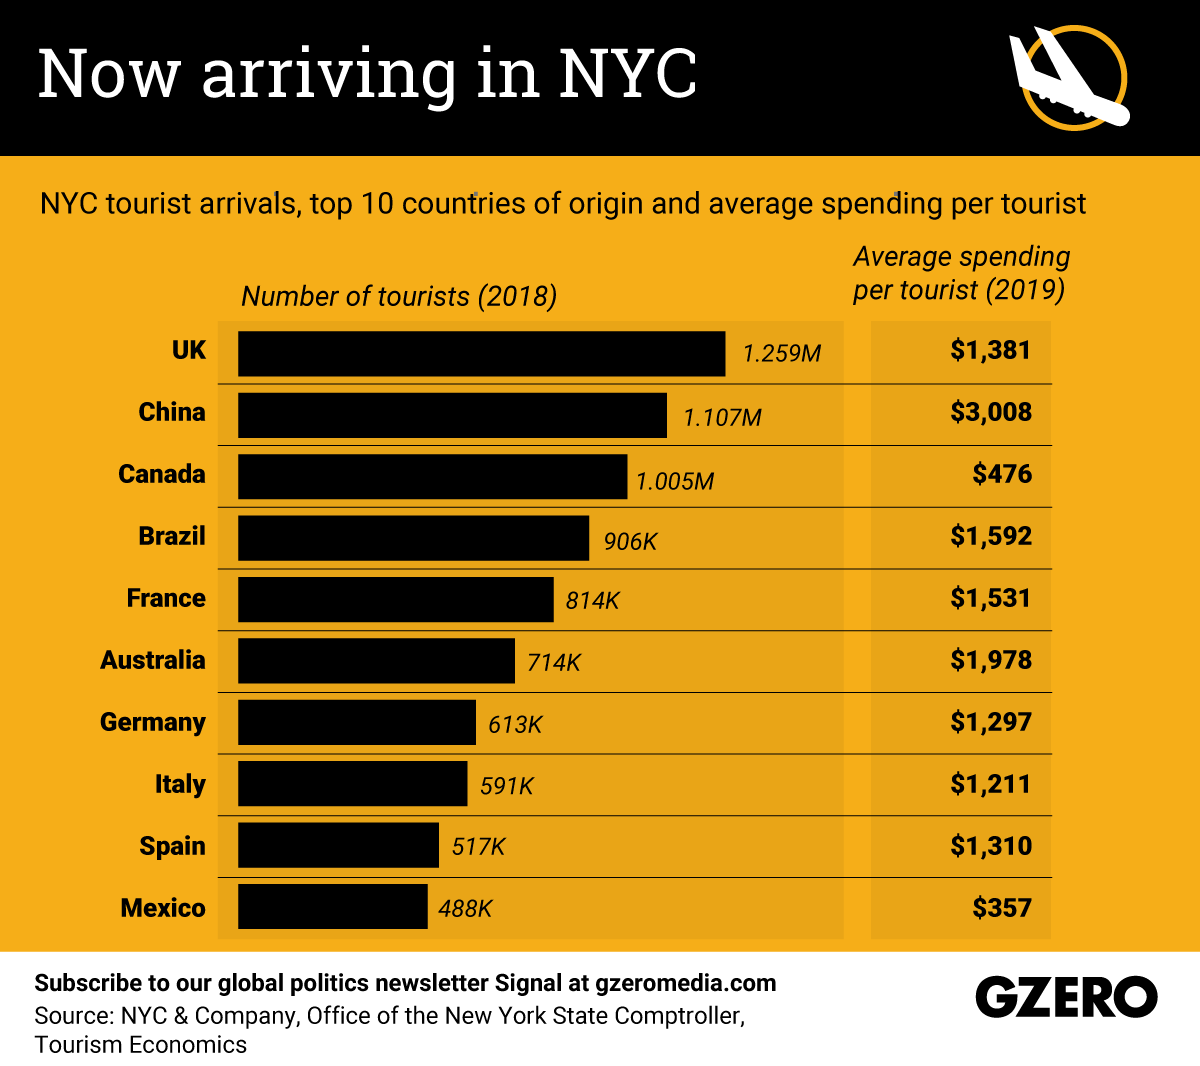 Now arriving in NYC
NYC tourist arrivals, top 10 countries of origin and average spending per tourist
Number of tourists (2018)
Average spending
per tourist (2019)
UK 1.259M $1,381
China 1.107M $3,008
Canada 1.005M $476
Brazil 906K $1,592
France 814K $1,531
Australia 714K $1,978
Germany 613K $1,297
Italy 591K $1,211
Spain 517K $1,310
Mexico 488K $357
Subscribe to our global politics newsletter Signal at gzeromedia.com
Source: NYC & Company, Office of the New York State Comptroller,
Tourism Economics
GZERO